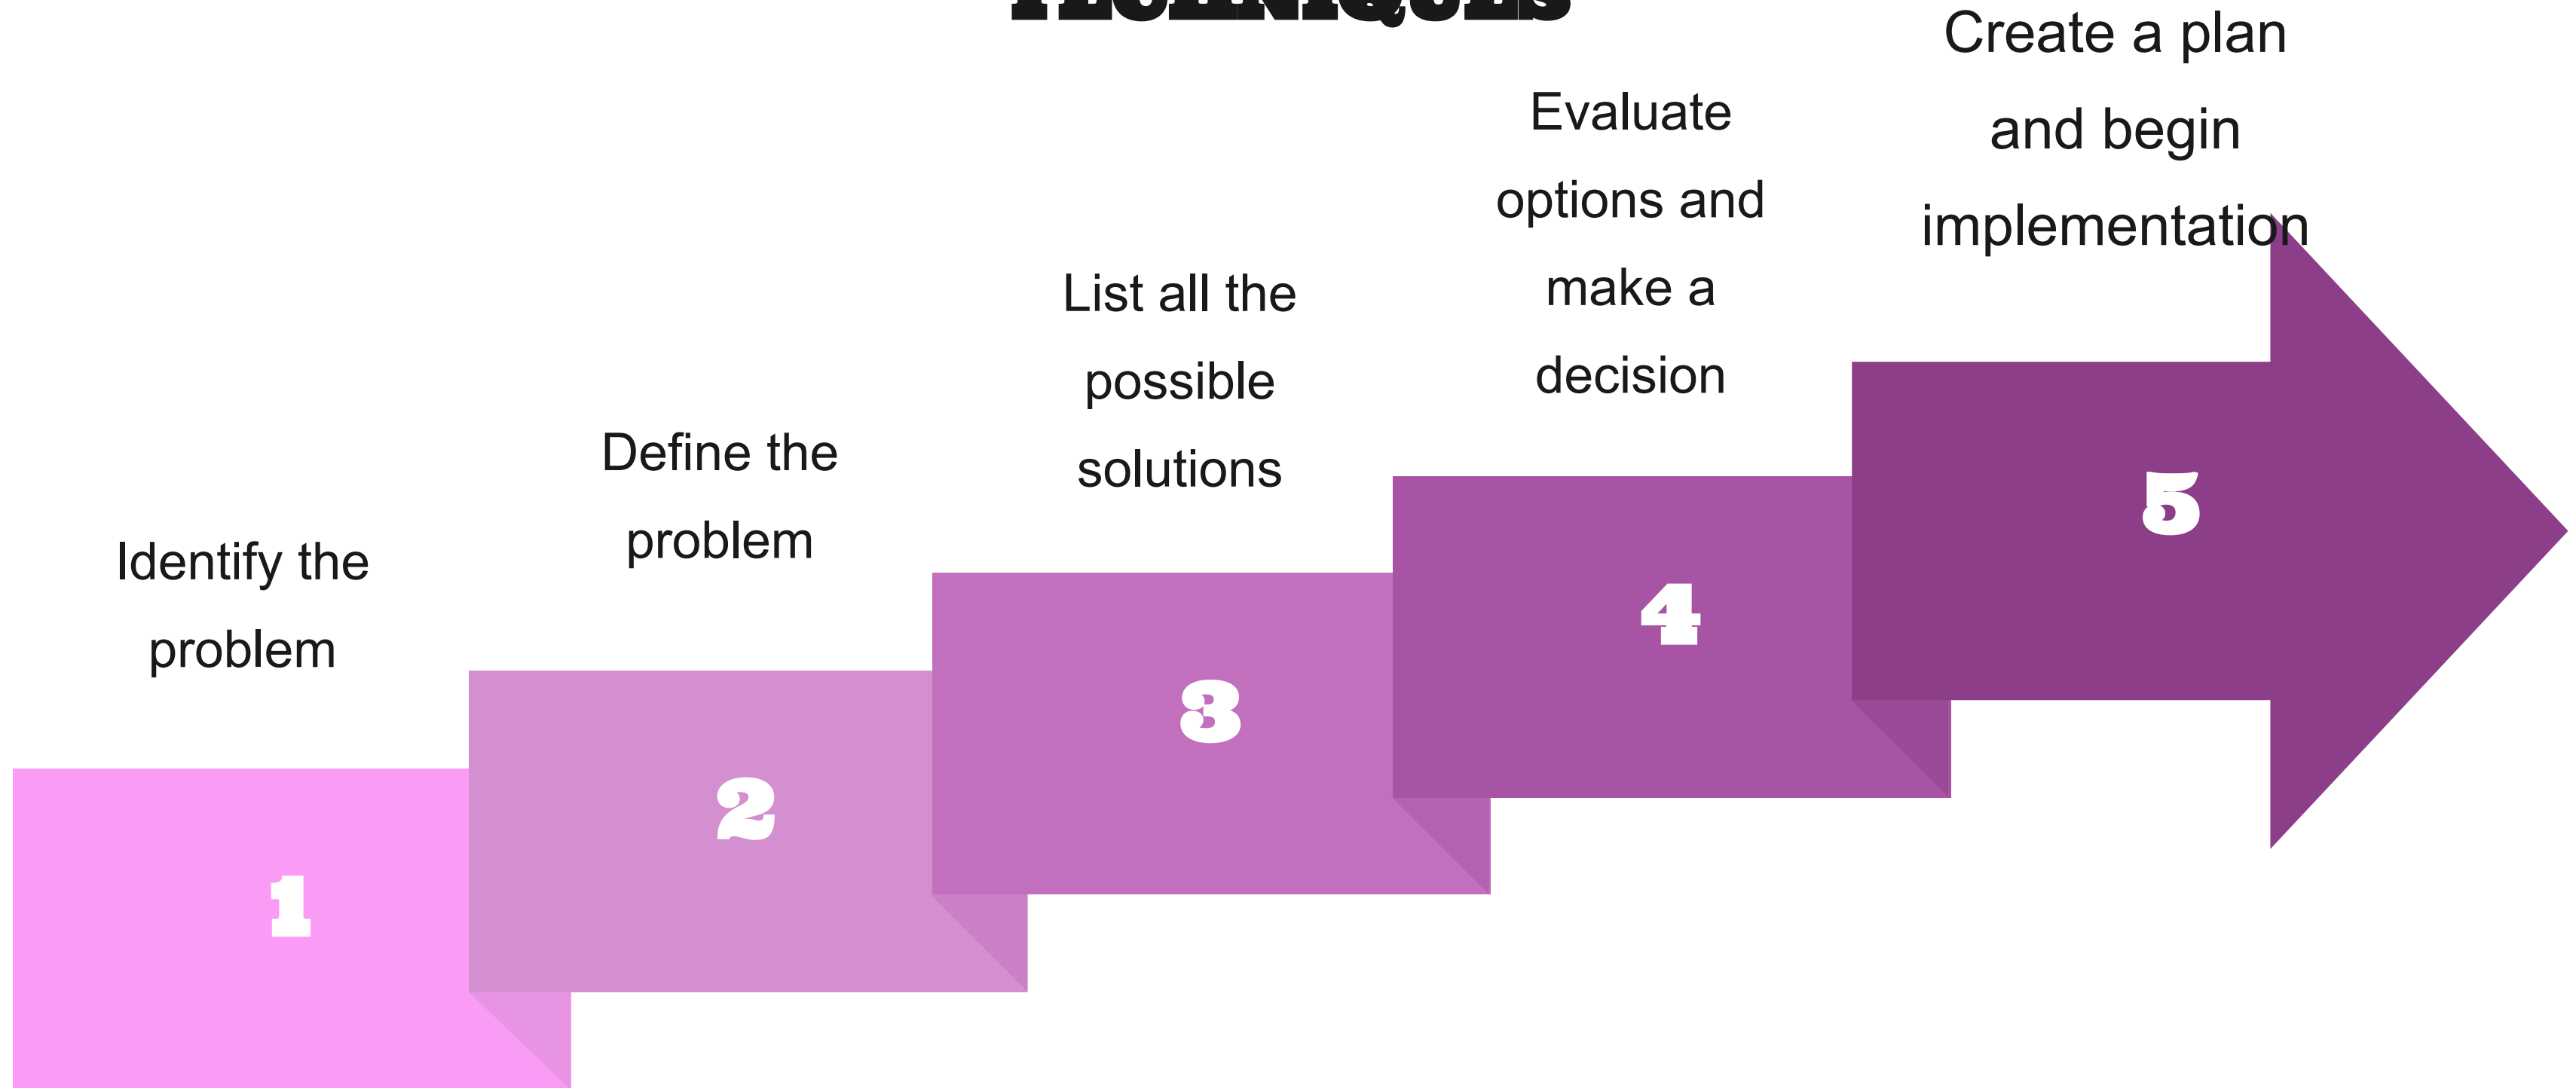 TECHNIQUES
Create a plan
and begin
implementation
Evaluate
options and
make a
decision
List all the
possible
solutions
Define the
problem
Identify the
problem
5
4
3
2
1